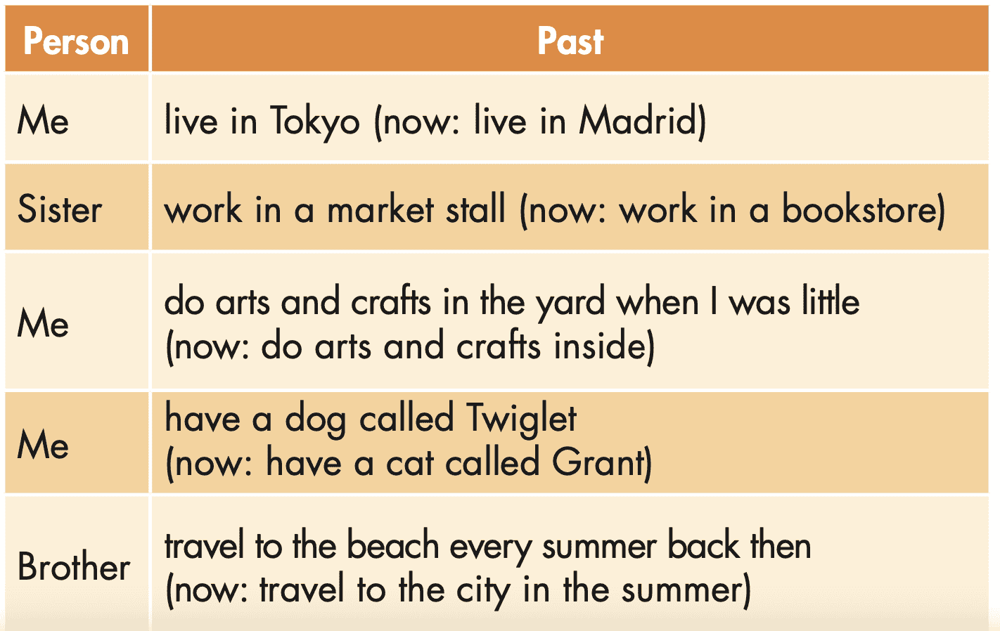 Person Past
Me live in Tokyo (now: live in Madrid)
Sister work in a market stall (now: work in a bookstore)
Me do arts and crafts in the yard when I was little
(now: do arts and crafts inside)
Me have a dog called Twiglet
(now: have a cat called Grant)
Brother travel to the beach every summer back then
(now: travel to the city in the summer)